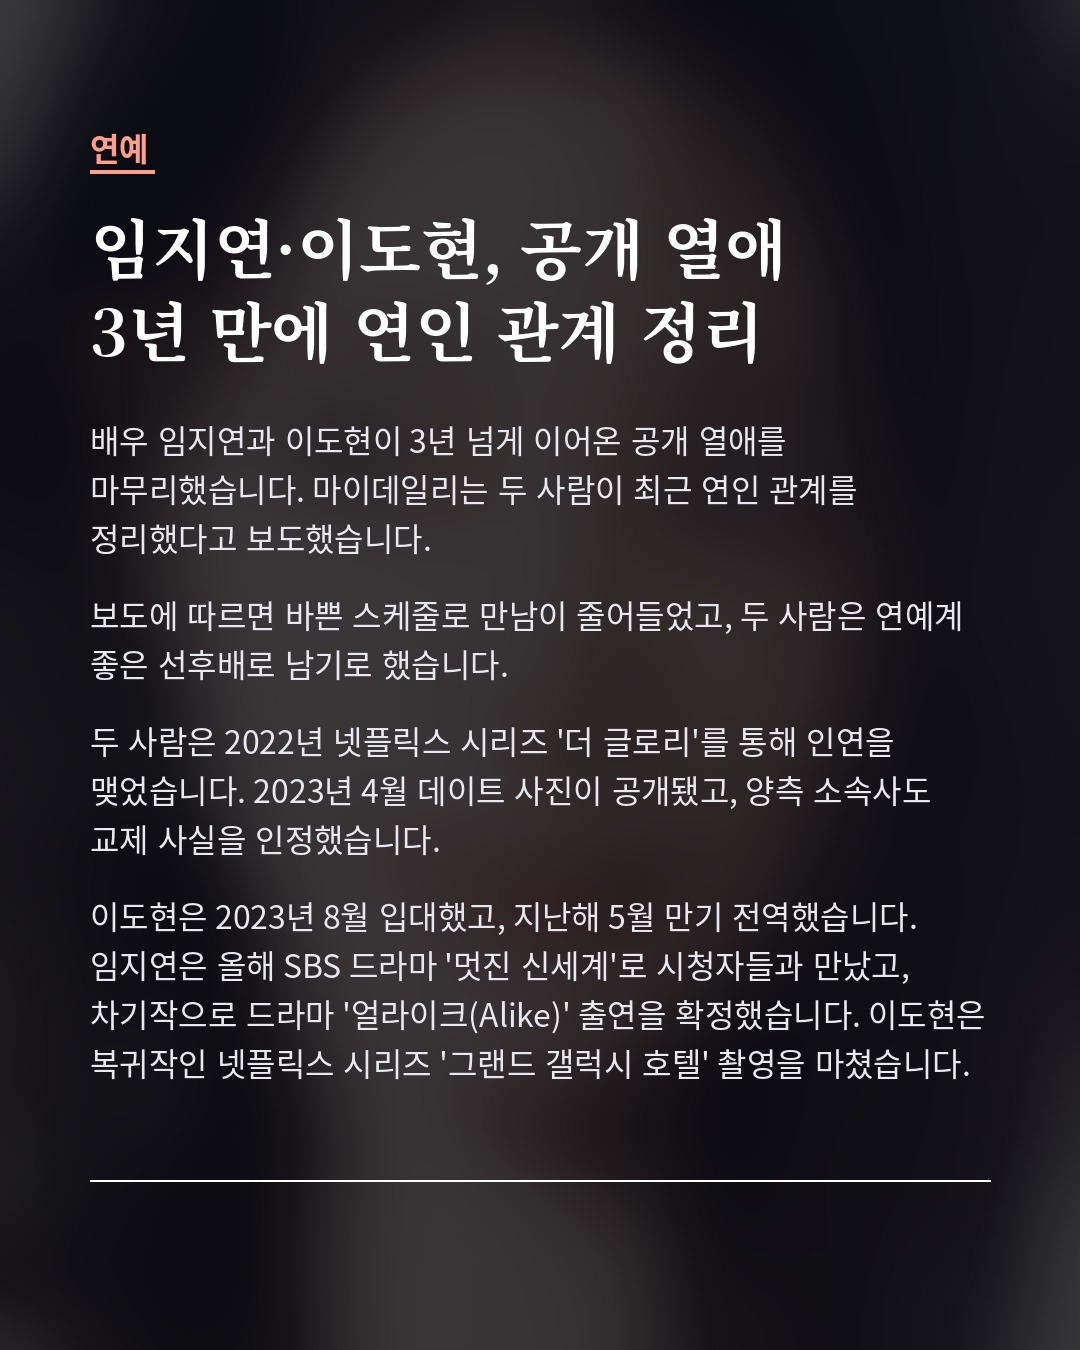 연예
임지연·이도현, 공개 열애
3년 만에 연인 관계 정리
배우 임지연과 이도현이 3년 넘게 이어온 공개 열애를
마무리했습니다. 마이데일리는 두 사람이 최근 연인 관계를
정리했다고 보도했습니다.
보도에 따르면 바쁜 스케줄로 만남이 줄어들었고, 두 사람은 연예계
좋은 선후배로 남기로 했습니다.
두 사람은 2022년 넷플릭스 시리즈 '더 글로리'를 통해 인연을
맺었습니다. 2023년 4월 데이트 사진이 공개됐고, 양측 소속사도
교제 사실을 인정했습니다.
이도현은 2023년 8월 입대했고, 지난해 5월 만기 전역했습니다.
임지연은 올해 SBS 드라마 '멋진 신세계'로 시청자들과 만났고,
차기작으로 드라마 '얼라이크(Alike)' 출연을 확정했습니다. 이도현은
복귀작인 넷플릭스 시리즈 '그랜드 갤럭시 호텔' 촬영을 마쳤습니다.